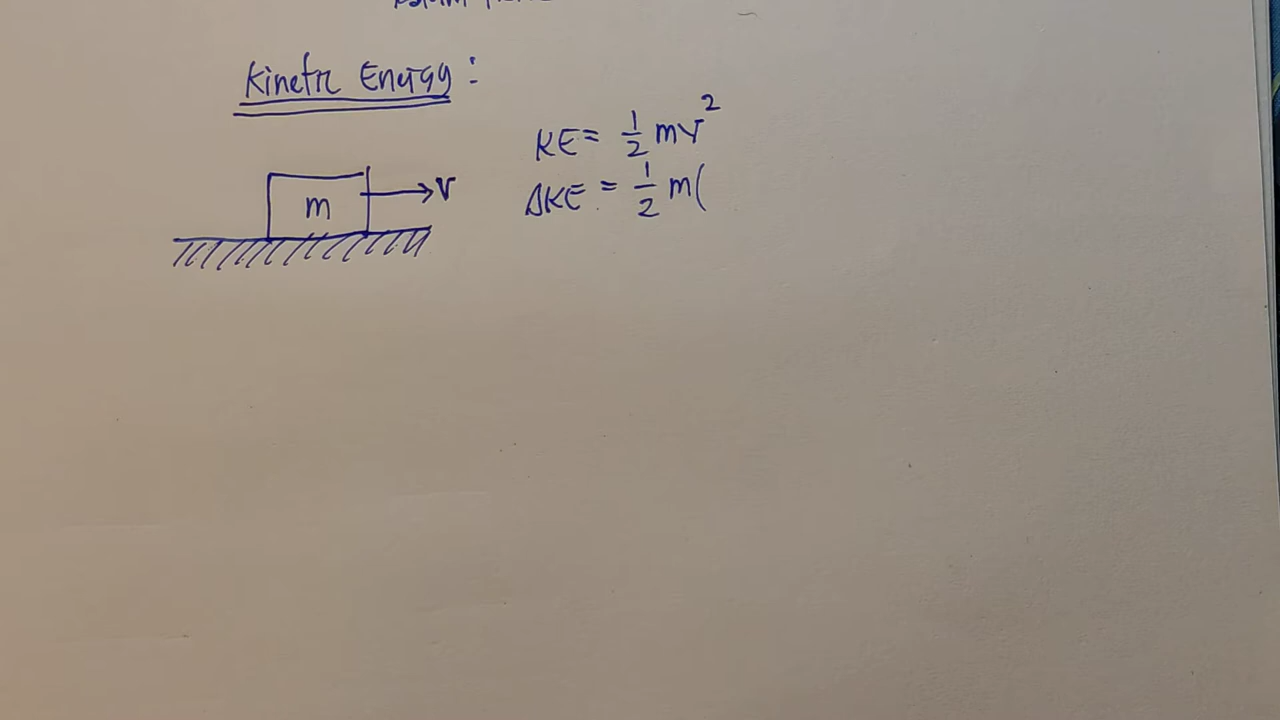 Kinetic Energy:
KE = 1/2 mv²
m → v
ΔKE = 1/2 m(